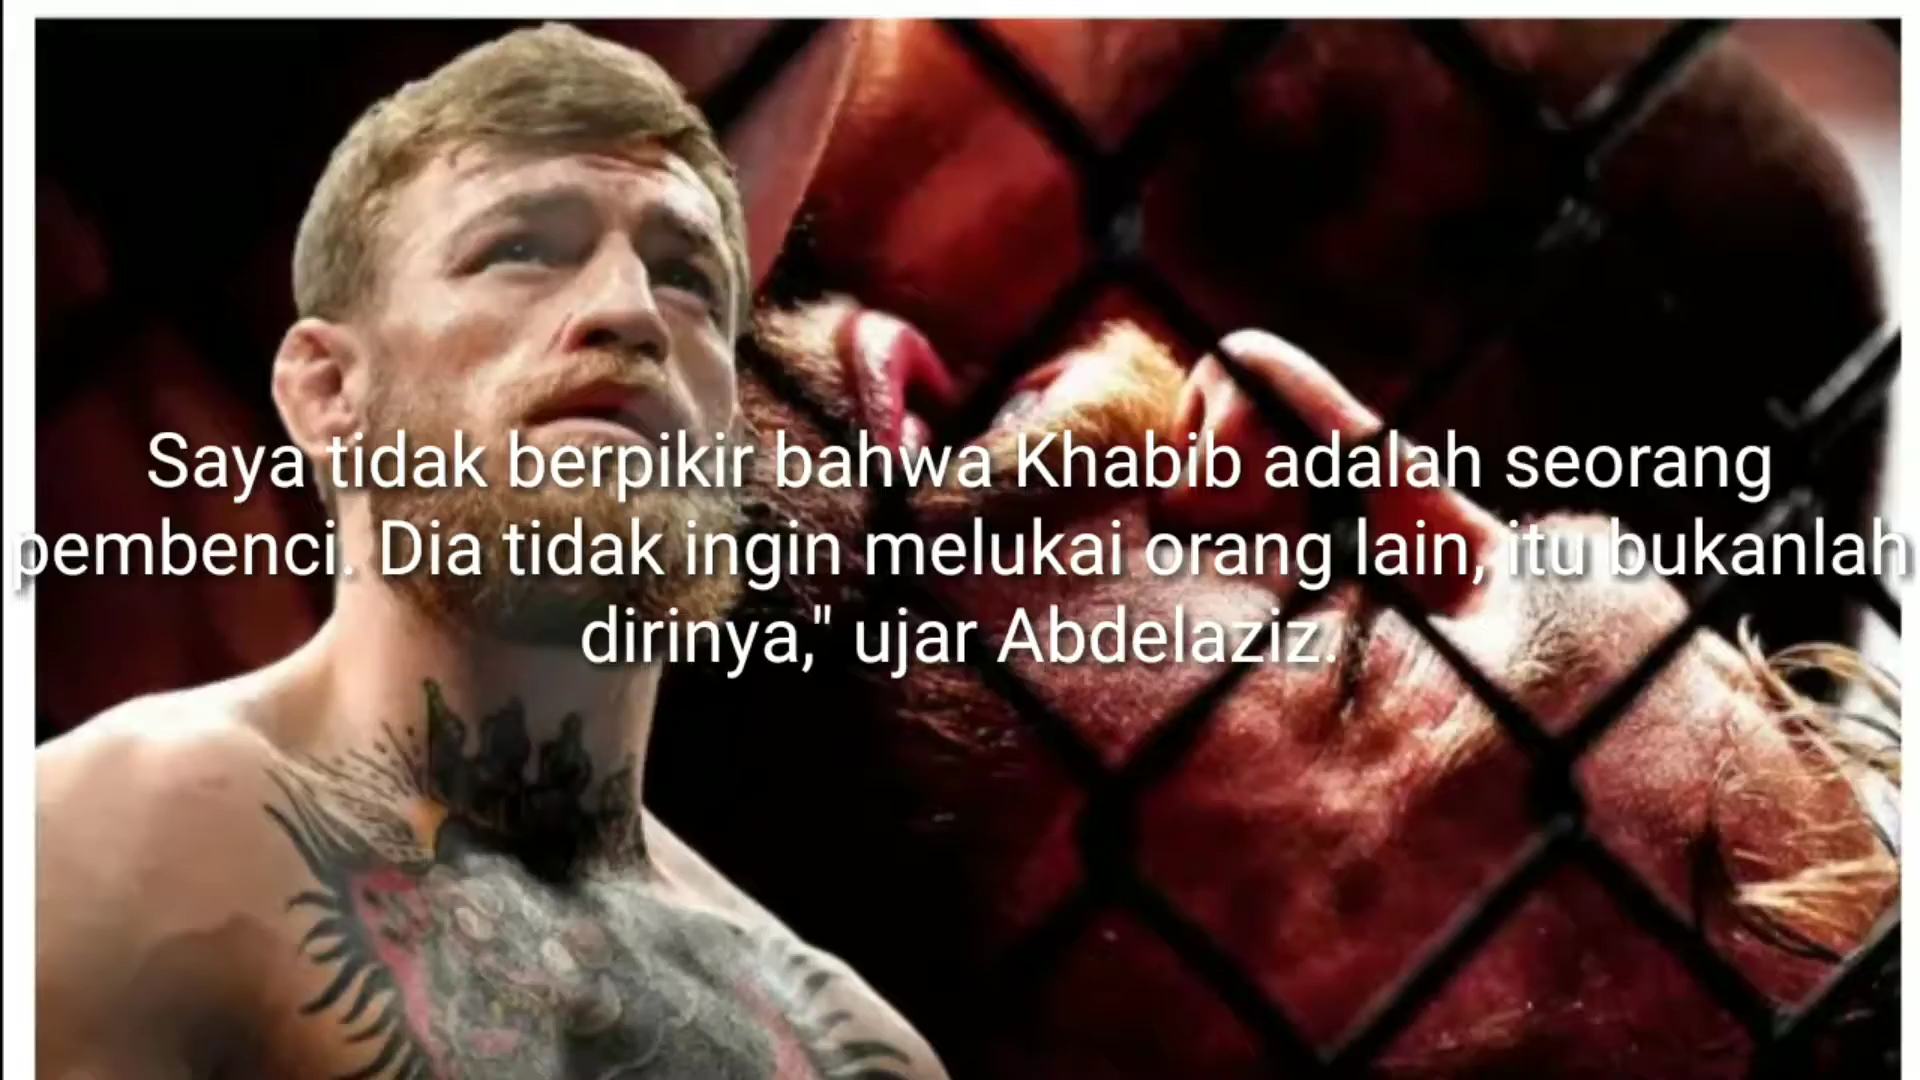 Saya tidak berpikir bahwa Khabib adalah seorang
pembenci. Dia tidak ingin melukai orang lain, itu bukanlah
dirinya," ujar Abdelaziz.